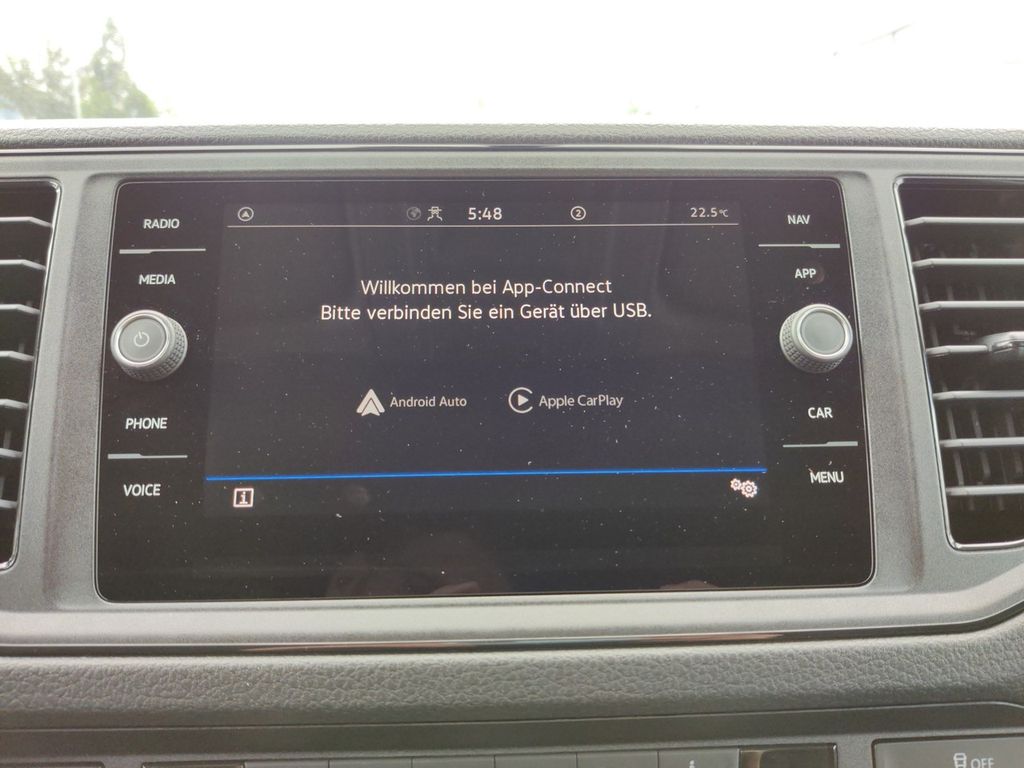 5:48
2
22.5°C
RADIO
MEDIA
PHONE
VOICE
Willkommen bei App-Connect
Bitte verbinden Sie ein Gerät über USB.
Android Auto
Apple CarPlay
i
NAV
APP
CAR
MENU
OFF